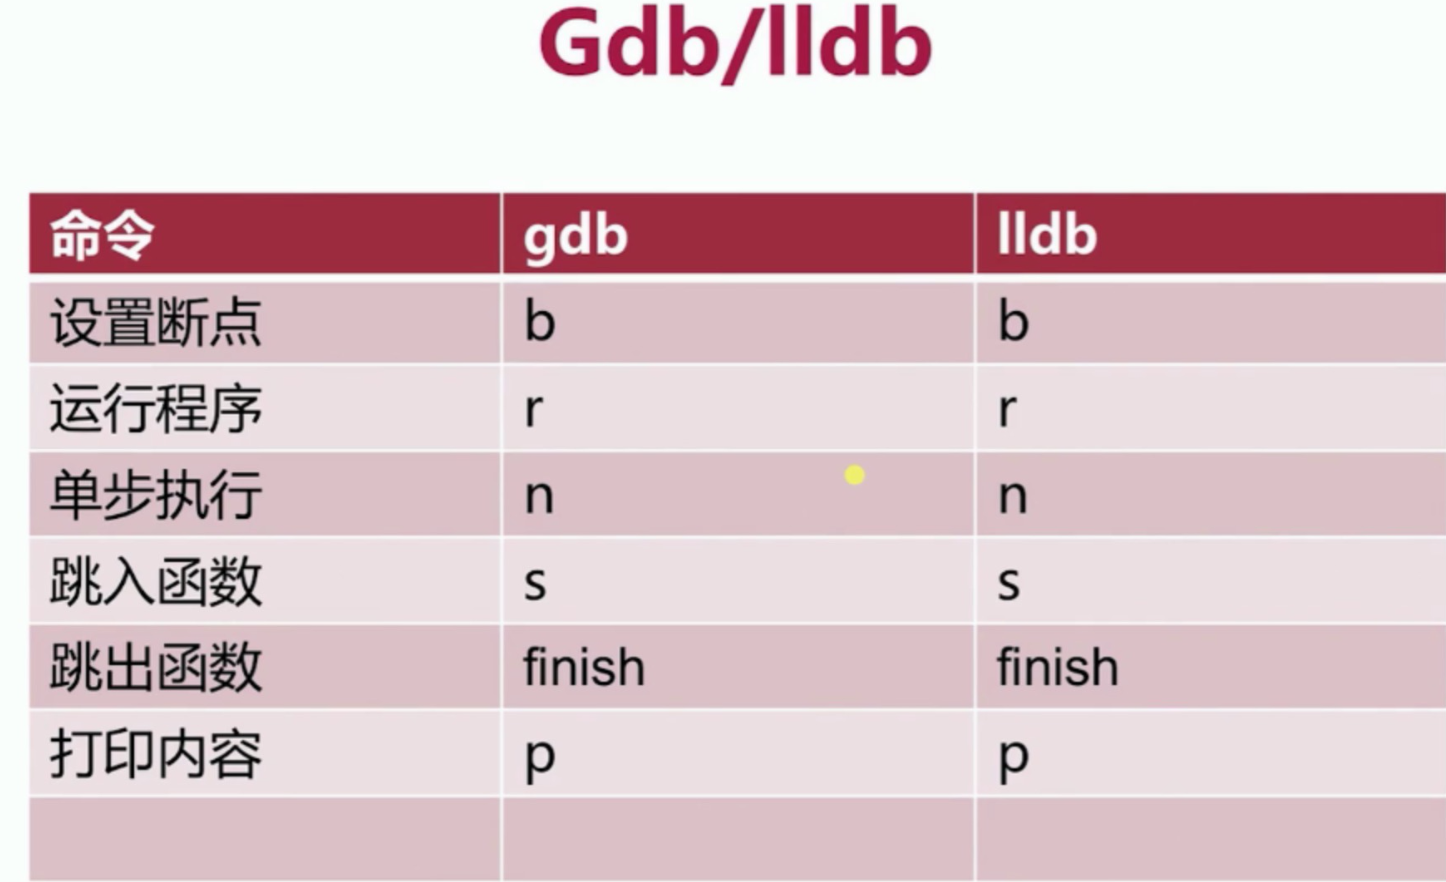 Gdb/lldb
命令 gdb lldb
设置断点 b b
运行程序 r r
单步执行 n n
跳入函数 s s
跳出函数 finish finish
打印内容 p p